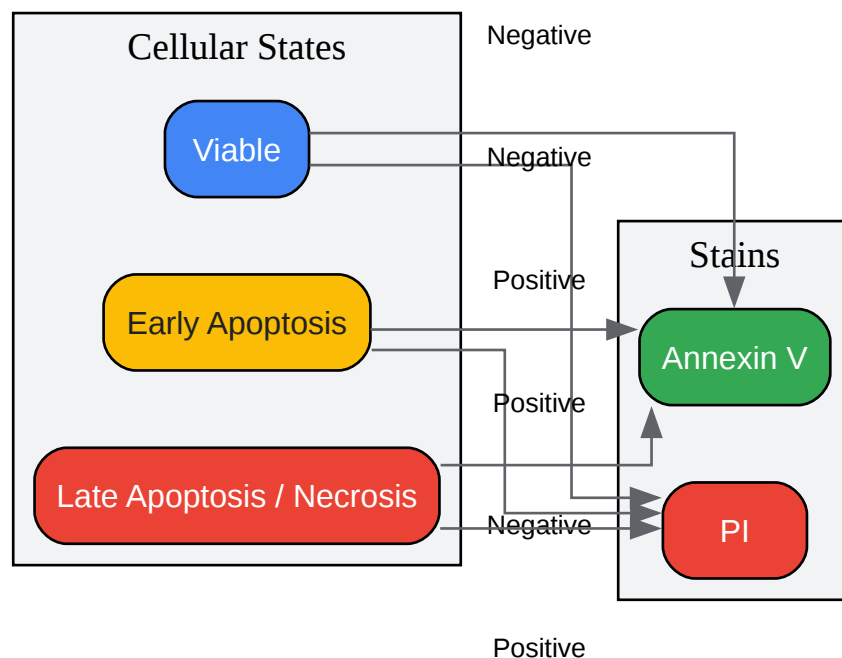 Cellular States
Viable
Early Apoptosis
Late Apoptosis / Necrosis
Negative
Negative
Positive
Positive
Negative
Positive
Stains
Annexin V
PI